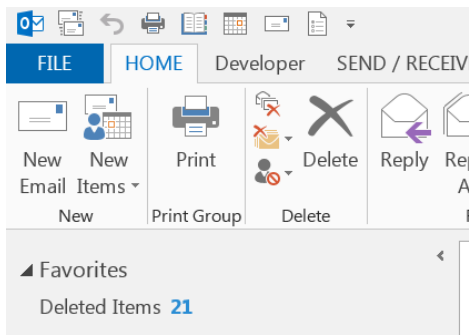 FILE HOME Developer SEND / RECEIV
New Email New Items Print Delete Reply Rep A
New Print Group Delete
Favorites
Deleted Items 21